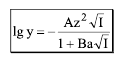 lg y = − Az²√I / 1 + Ba√I